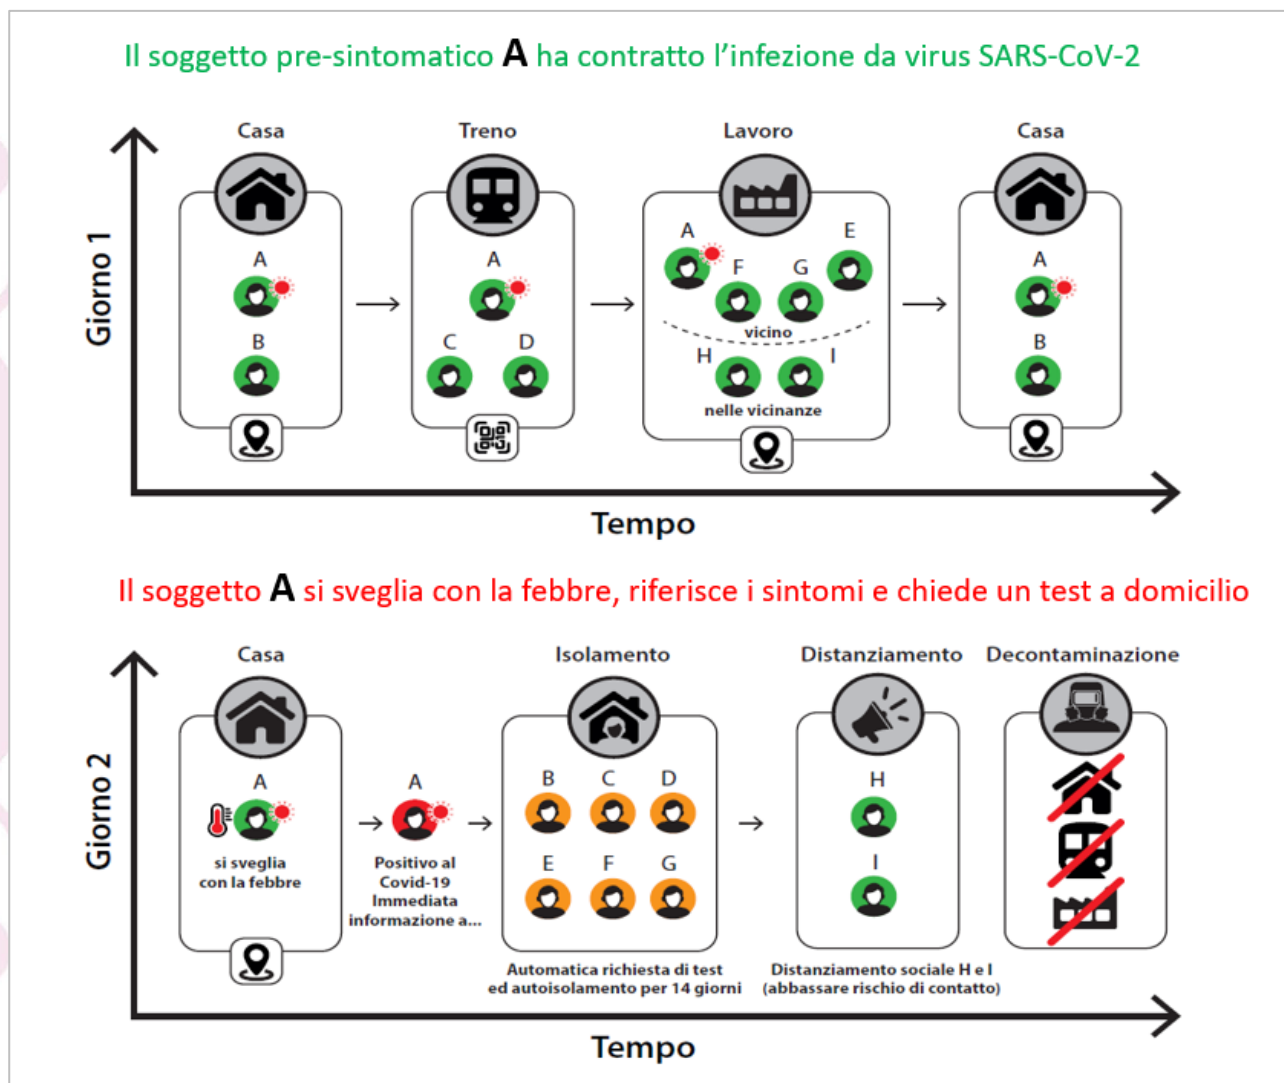 Il soggetto pre-sintomatico A ha contratto l'infezione da virus SARS-CoV-2
Giorno 1
Casa
A
B
Treno
A
C
D
Lavoro
A
E
F
G
vicino
H
I
nelle vicinanze
Casa
A
B
Tempo
Il soggetto A si sveglia con la febbre, riferisce i sintomi e chiede un test a domicilio
Giorno 2
Casa
A
si sveglia
con la febbre
A
Positivo al
Covid-19
Immediata
informazione a...
Isolamento
B
C
D
E
F
G
Automatica richiesta di test
ed autoisolamento per 14 giorni
Distanziamento
H
I
Distanziamento sociale H e I
(abbassare rischio di contatto)
Decontaminazione
Tempo